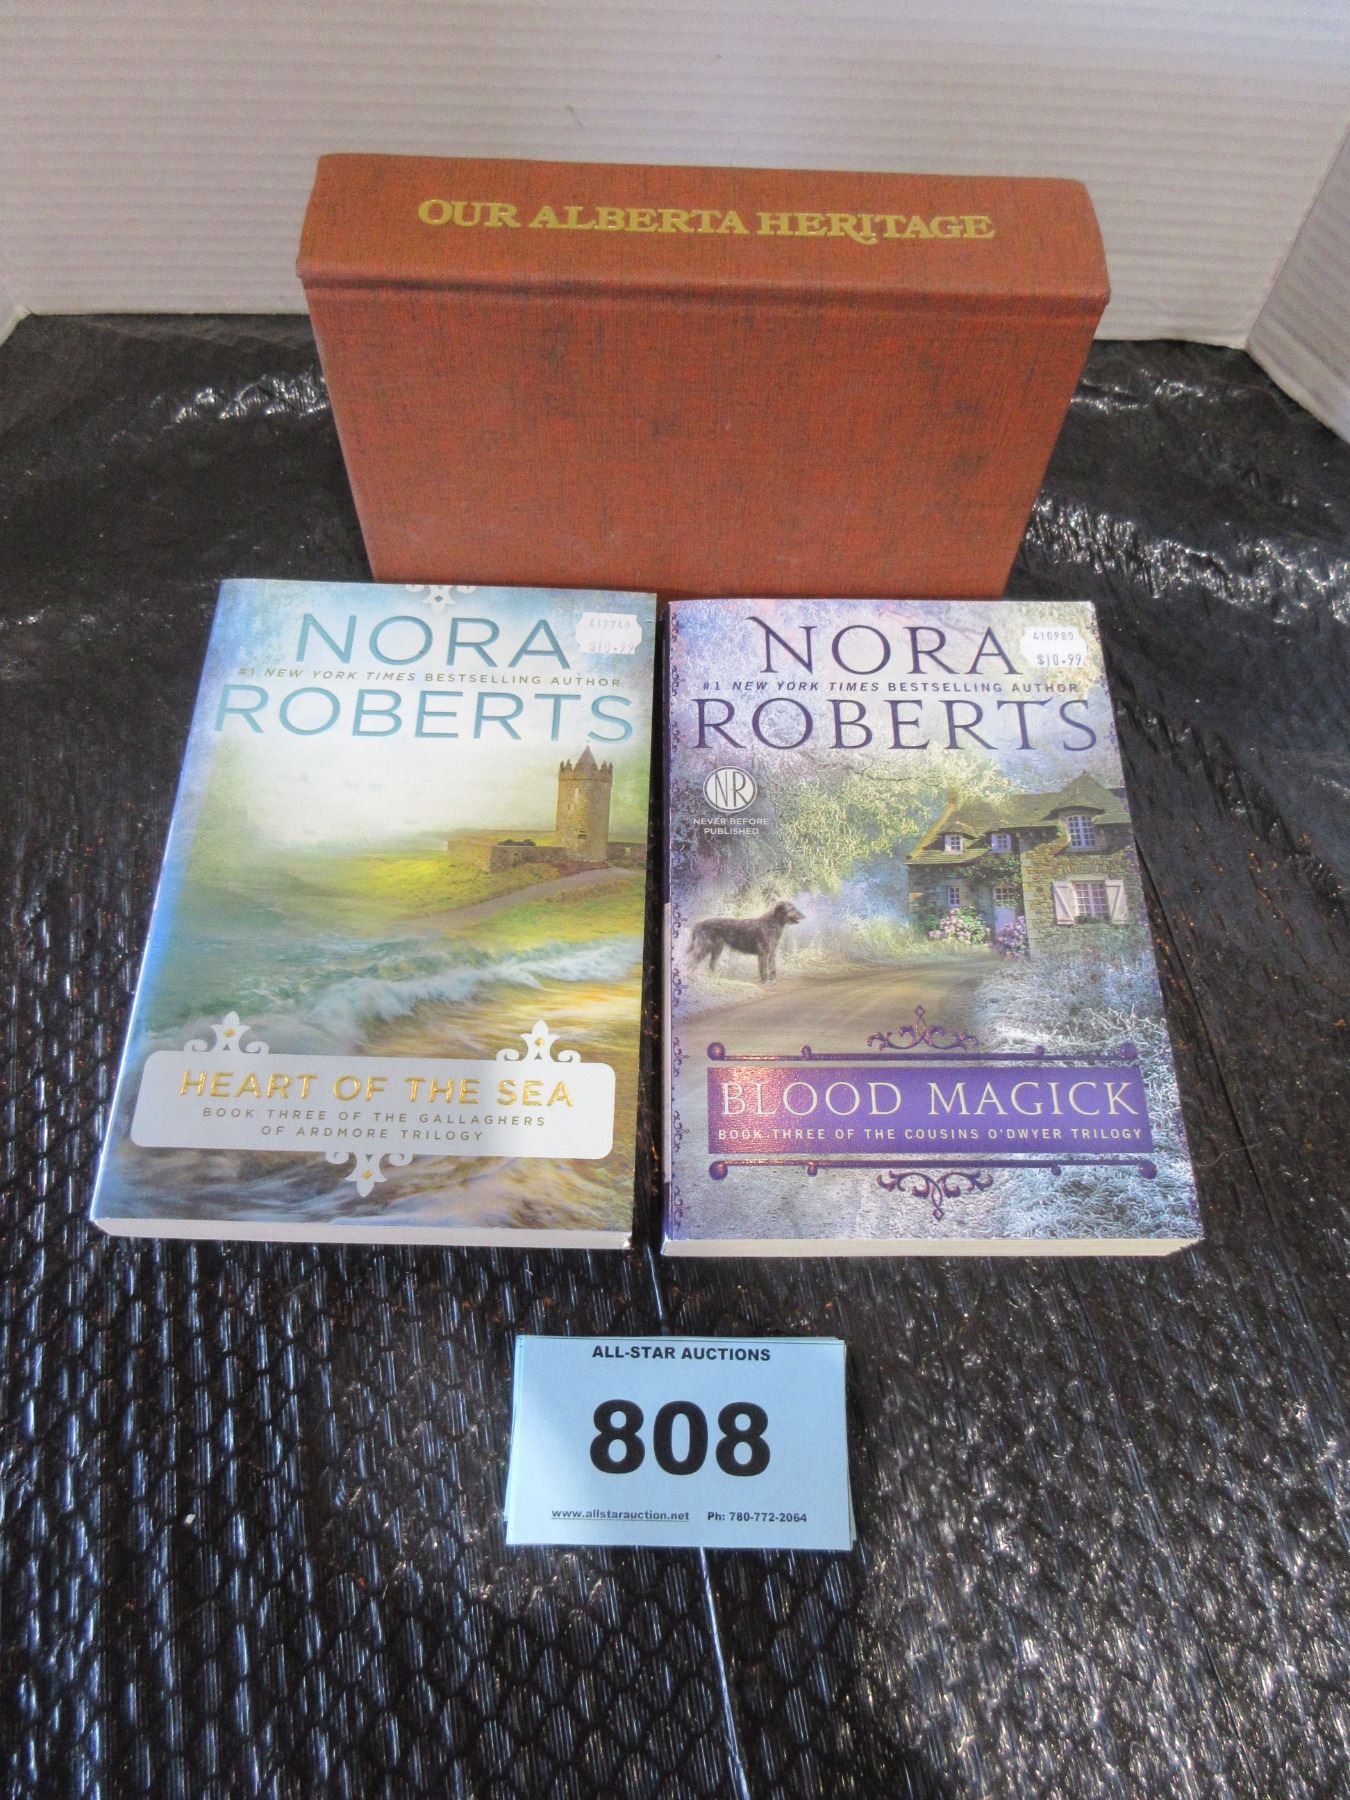 OUR ALBERTA HERITAGE
NORA
#1 NEW YORK TIMES BESTSELLING AUTHOR
ROBERTS
$10.99
HEART OF THE SEA
BOOK THREE OF THE GALLAGHERS
OF ARDMORE TRILOGY
NORA
410980
$10.99
#1 NEW YORK TIMES BESTSELLING AUTHOR
ROBERTS
NR
NEVER BEFORE
PUBLISHED
BLOOD MAGICK
BOOK THREE OF THE COUSINS O'DWYER TRILOGY
ALL-STAR AUCTIONS
808
www.allstarauction.net Ph: 780-772-2064